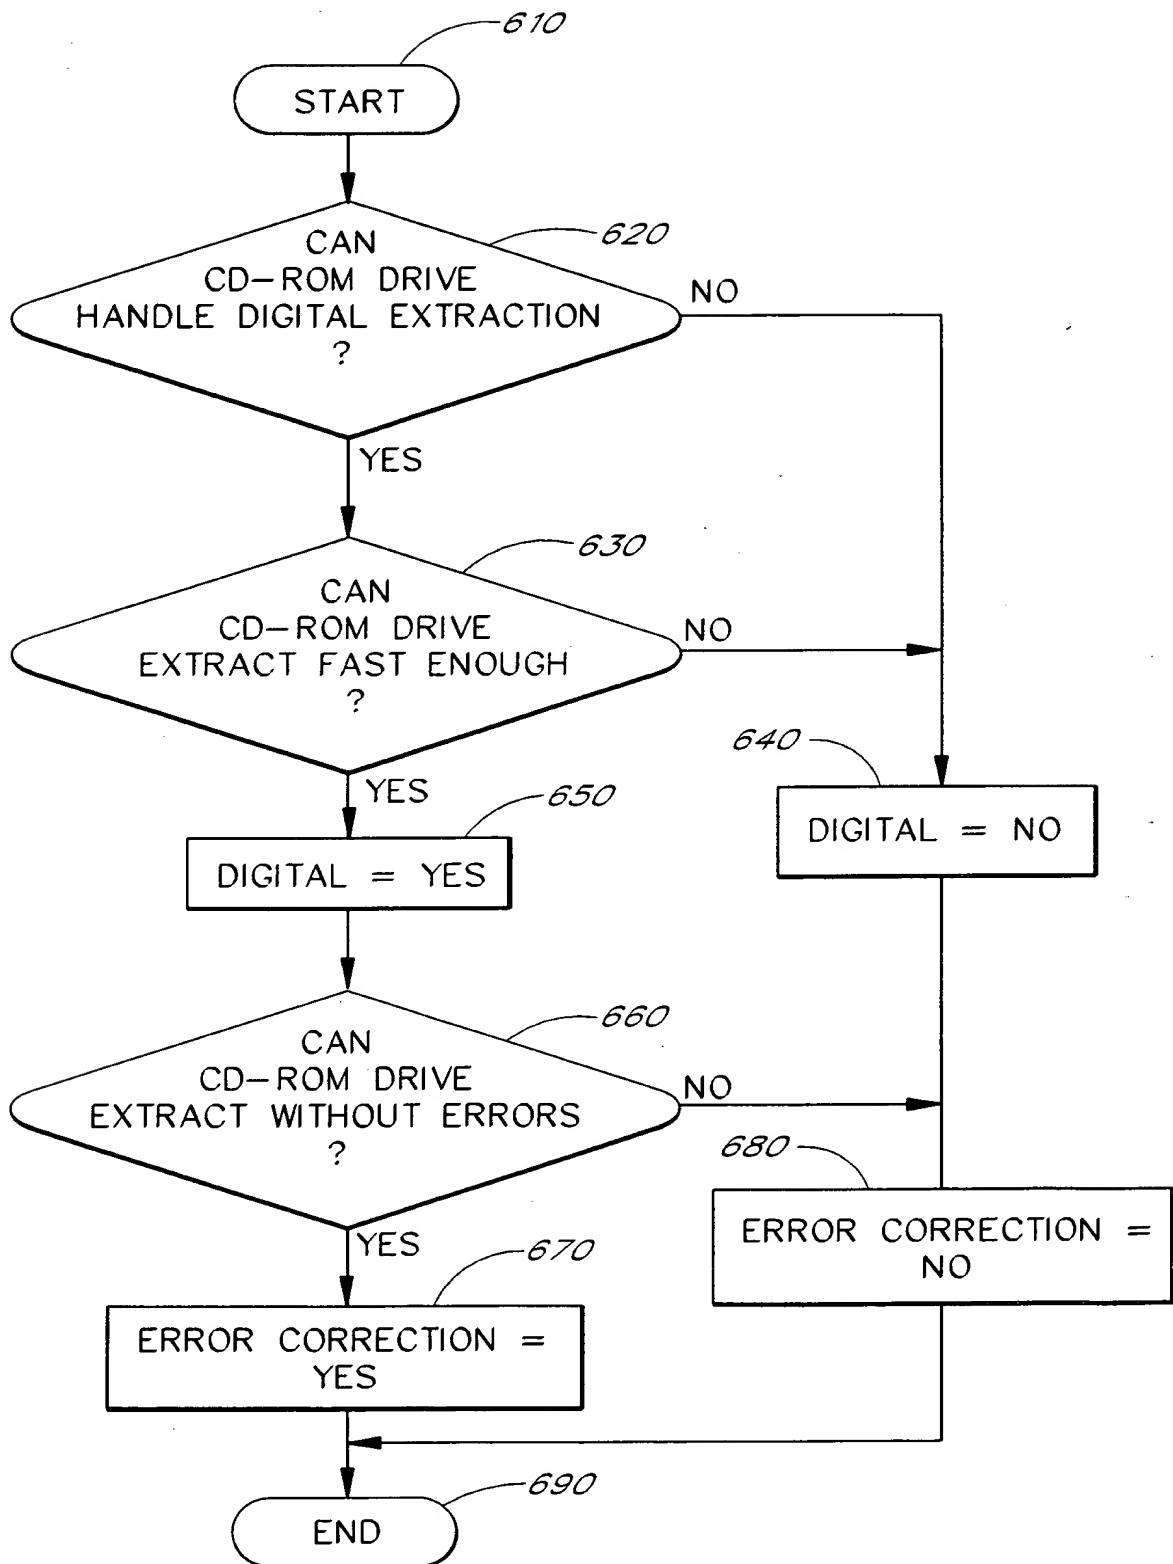 610
START
620
CAN
CD-ROM DRIVE
HANDLE DIGITAL EXTRACTION
?
NO
YES
630
CAN
CD-ROM DRIVE
EXTRACT FAST ENOUGH
?
NO
YES
640
DIGITAL = NO
650
DIGITAL = YES
660
CAN
CD-ROM DRIVE
EXTRACT WITHOUT ERRORS
?
NO
YES
680
ERROR CORRECTION =
NO
670
ERROR CORRECTION =
YES
690
END